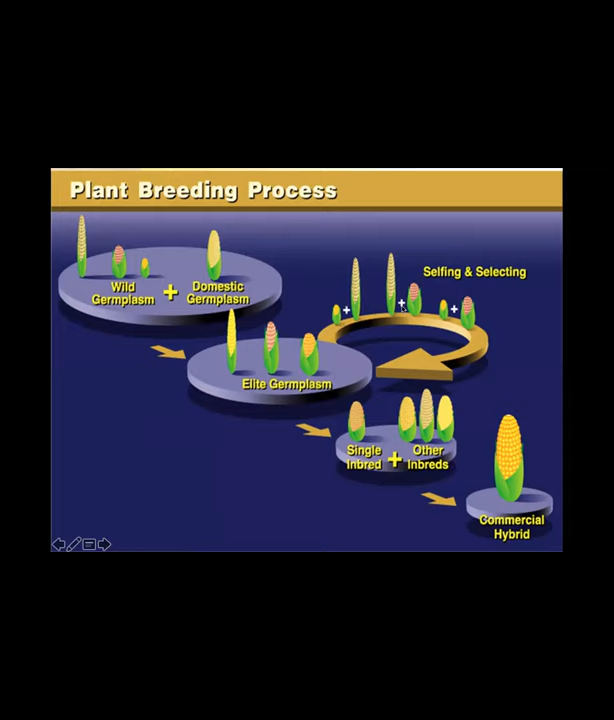 Plant Breeding Process
Wild
Germplasm
+
Domestic
Germplasm
+
+
+
Selfing & Selecting
Elite Germplasm
Single
Inbred
+
Other
Inbreds
Commercial
Hybrid